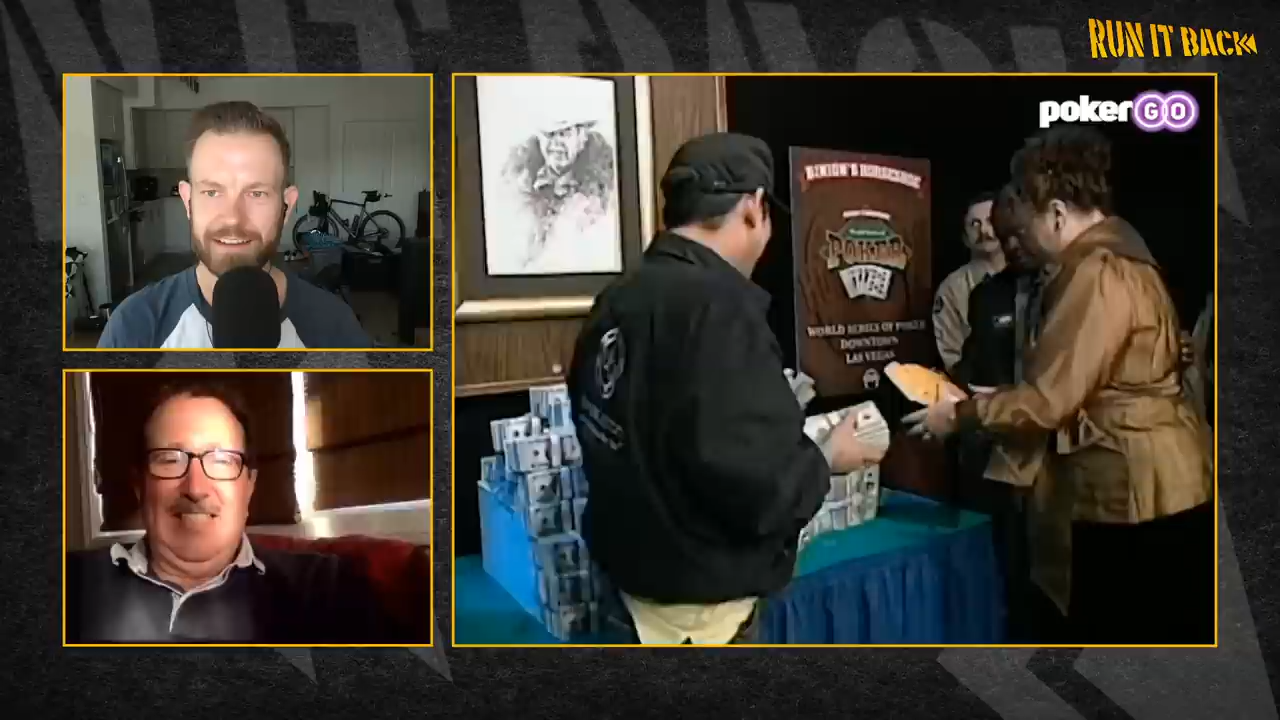 RUN IT BACK
pokerGO
BINION'S HORSESHOE
POKER
WORLD SERIES OF POKER
DOWNTOWN
LAS VEGAS